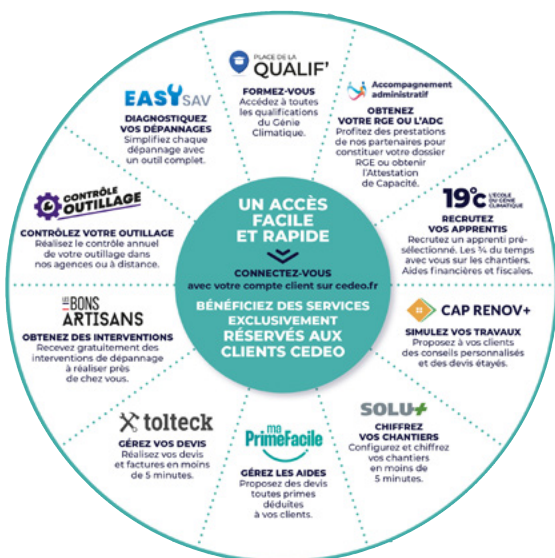 PLACE DE LA
QUALIF'
FORMEZ-VOUS
Accédez à toutes
les qualifications
du Génie
Climatique.
Accompagnement
administratif
OBTENEZ
VOTRE RGE OU L'ADC
Profitez des prestations
de nos partenaires pour
constituer votre dossier
RGE ou obtenir
l'Attestation
de Capacité.
19°C L'ÉCOLE
DU GÉNIE
CLIMATIQUE
RECRUTEZ
VOS APPRENTIS
Recrutez un apprenti pré-
sélectionné. Les ¾ du temps
avec vous sur les chantiers.
Aides financières et fiscales.
CAP RENOV+
SIMULEZ VOS TRAVAUX
Proposez à vos clients
des conseils personnalisés
et des devis étayés.
SOLU+
CHIFFREZ
VOS CHANTIERS
Configurez et chiffrez
vos chantiers
en moins de
5 minutes.
ma
PrimeFacile
GÉREZ LES AIDES
Proposez des devis
toutes primes
déduites
à vos clients.
tolteck
GÉREZ VOS DEVIS
Réalisez vos devis
et factures en moins
de 5 minutes.
LES BONS
ARTISANS
OBTENEZ DES INTERVENTIONS
Recevez gratuitement des
interventions de dépannage
à réaliser près
de chez vous.
CONTRÔLE
OUTILLAGE
CONTRÔLEZ VOTRE OUTILLAGE
Réalisez le contrôle annuel
de votre outillage dans
nos agences ou à distance.
EASY SAV
DIAGNOSTIQUEZ
VOS DÉPANNAGES
Simplifiez chaque
dépannage avec
un outil complet.
UN ACCÈS
FACILE
ET RAPIDE
CONNECTEZ-VOUS
avec votre compte client sur cedeo.fr
BÉNÉFICIEZ DES SERVICES
EXCLUSIVEMENT
RÉSERVÉS AUX
CLIENTS CEDEO